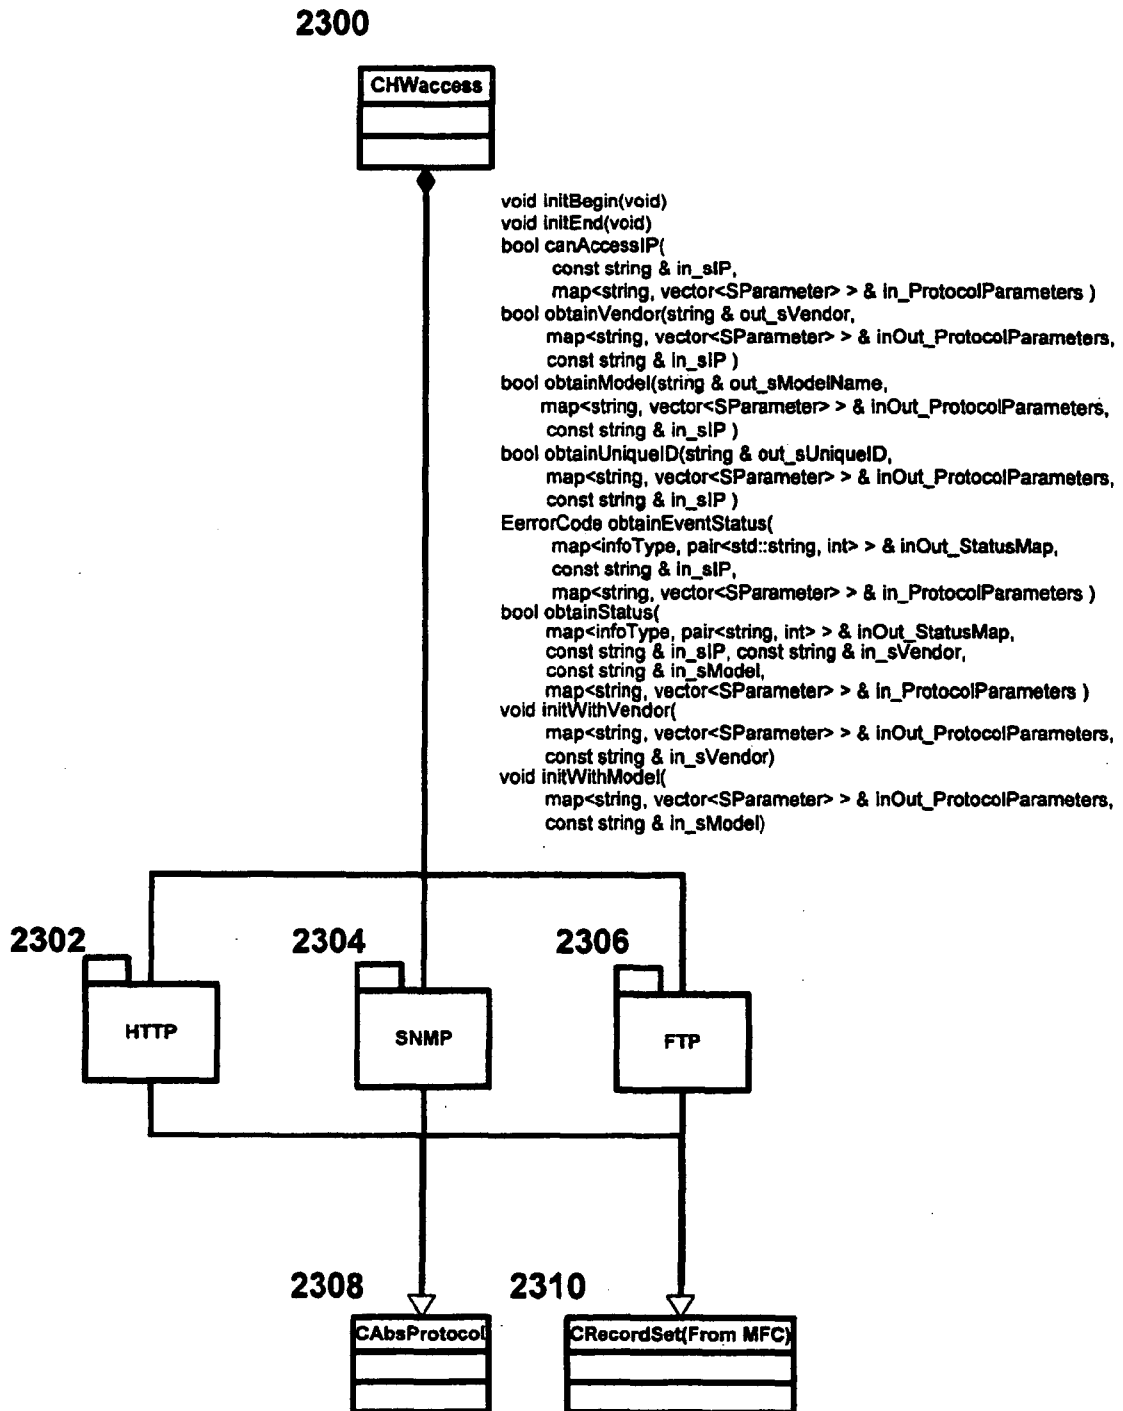 2300
CHWaccess
void initBegin(void)
void initEnd(void)
bool canAccessIP(
const string & in_sIP,
map<string, vector<SParameter> > & in_ProtocolParameters )
bool obtainVendor(string & out_sVendor,
map<string, vector<SParameter> > & inOut_ProtocolParameters,
const string & in_sIP )
bool obtainModel(string & out_sModelName,
map<string, vector<SParameter> > & inOut_ProtocolParameters,
const string & in_sIP )
bool obtainUniqueID(string & out_sUniqueID,
map<string, vector<SParameter> > & inOut_ProtocolParameters,
const string & in_sIP )
EerrorCode obtainEventStatus(
map<infoType, pair<std::string, int> > & inOut_StatusMap,
const string & in_sIP,
map<string, vector<SParameter> > & in_ProtocolParameters )
bool obtainStatus(
map<infoType, pair<string, int> > & inOut_StatusMap,
const string & in_sIP, const string & in_sVendor,
const string & in_sModel,
map<string, vector<SParameter> > & in_ProtocolParameters )
void initWithVendor(
map<string, vector<SParameter> > & inOut_ProtocolParameters,
const string & in_sVendor)
void initWithModel(
map<string, vector<SParameter> > & inOut_ProtocolParameters,
const string & in_sModel)
2302
2304
2306
HTTP
SNMP
FTP
2308
2310
CAbsProtocol
CRecordSet(From MFC)